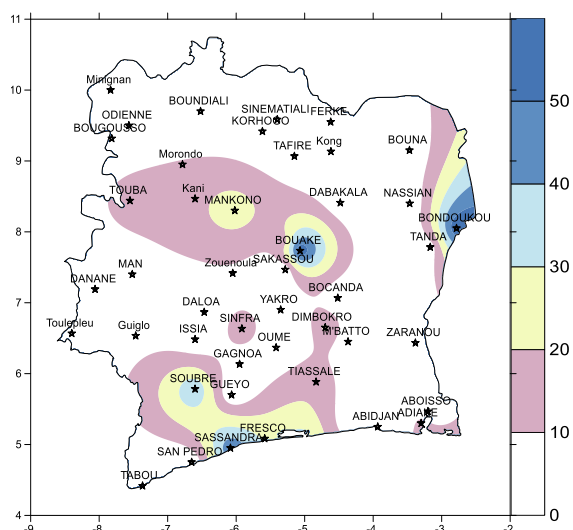 11
Minignan
10
50
BOUNDIALI
ODIENNE
SINEMATIALI
FERKE
BOUGOUSSO
KORHOGO
TAFIRE
Kong
BOUNA
9
Morondo
40
TOUBA
Kani
MANKONO
DABAKALA
NASSIAN
BONDOUKOU
8
BOUAKE
TANDA
SAKASSOU
MAN
Zouenoula
30
DANANE
BOCANDA
7
DALOA
YAKRO
Toulepleu
Guiglo
ISSIA
SINFRA
DIMBOKRO
OUME
M'BATTO
ZARANOU
20
GAGNOA
6
SOUBRE
GUEYO
TIASSALE
ABOISSO
ABIDJAN
ADIAKE
10
FRESCO
SASSANDRA
5
SAN PEDRO
TABOU
4
0
-9 -8 -7 -6 -5 -4 -3 -2